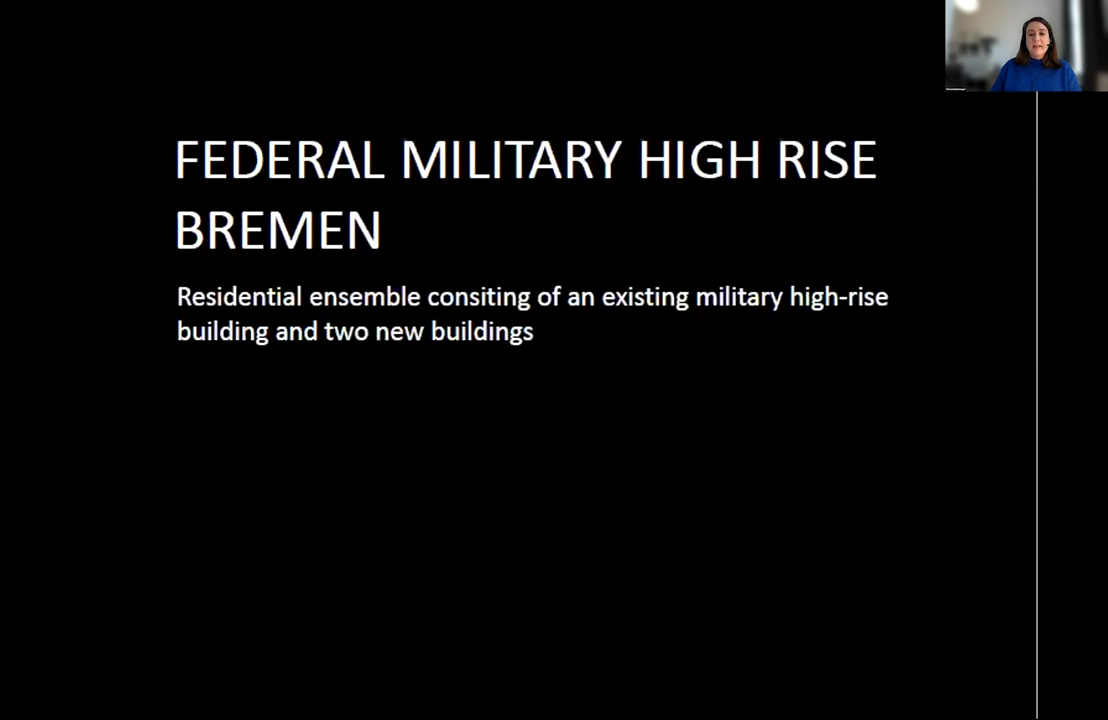 FEDERAL MILITARY HIGH RISE
BREMEN
Residential ensemble consiting of an existing military high-rise
building and two new buildings